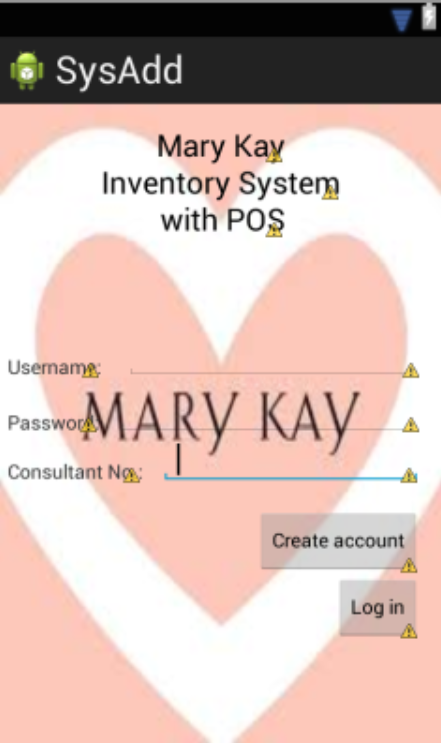 SysAdd
Mary Kay
Inventory System
with POS
Username:
Password
MARY KAY
Consultant No.:
Create account
Log in